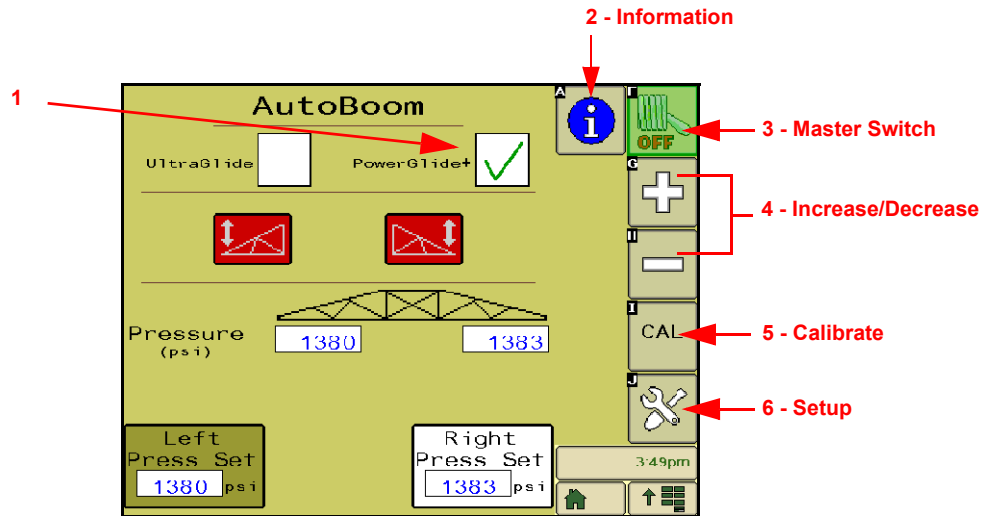 2 - Information
1
AutoBoom
A
F
OFF
3 - Master Switch
UltraGlide
PowerGlide+
G
4 - Increase/Decrease
Pressure
(psi)
1380
1383
I
CAL
5 - Calibrate
J
6 - Setup
Left
Press Set
1380 psi
Right
Press Set
1383 psi
3:49pm